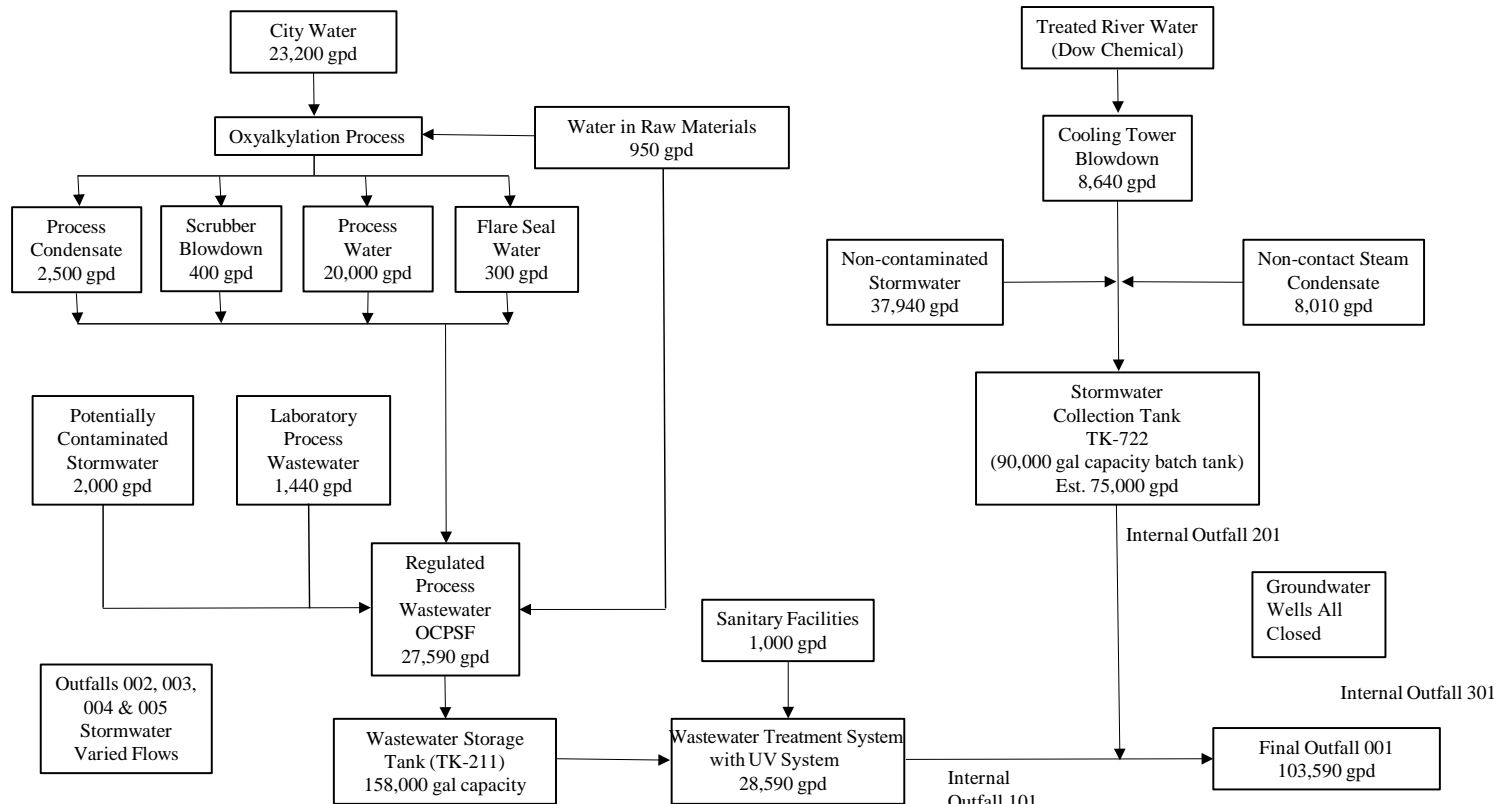 City Water
23,200 gpd
Treated River Water
(Dow Chemical)
Oxyalkylation Process
Water in Raw Materials
950 gpd
Cooling Tower
Blowdown
8,640 gpd
Process
Condensate
2,500 gpd
Scrubber
Blowdown
400 gpd
Process
Water
20,000 gpd
Flare Seal
Water
300 gpd
Non-contaminated
Stormwater
37,940 gpd
Non-contact Steam
Condensate
8,010 gpd
Potentially
Contaminated
Stormwater
2,000 gpd
Laboratory
Process
Wastewater
1,440 gpd
Stormwater
Collection Tank
TK-722
(90,000 gal capacity batch tank)
Est. 75,000 gpd
Internal Outfall 201
Regulated
Process
Wastewater
OCPSF
27,590 gpd
Sanitary Facilities
1,000 gpd
Groundwater
Wells All
Closed
Outfalls 002, 003,
004 & 005
Stormwater
Varied Flows
Internal Outfall 301
Wastewater Storage
Tank (TK-211)
158,000 gal capacity
Wastewater Treatment System
with UV System
28,590 gpd
Internal
Outfall 101
Final Outfall 001
103,590 gpd